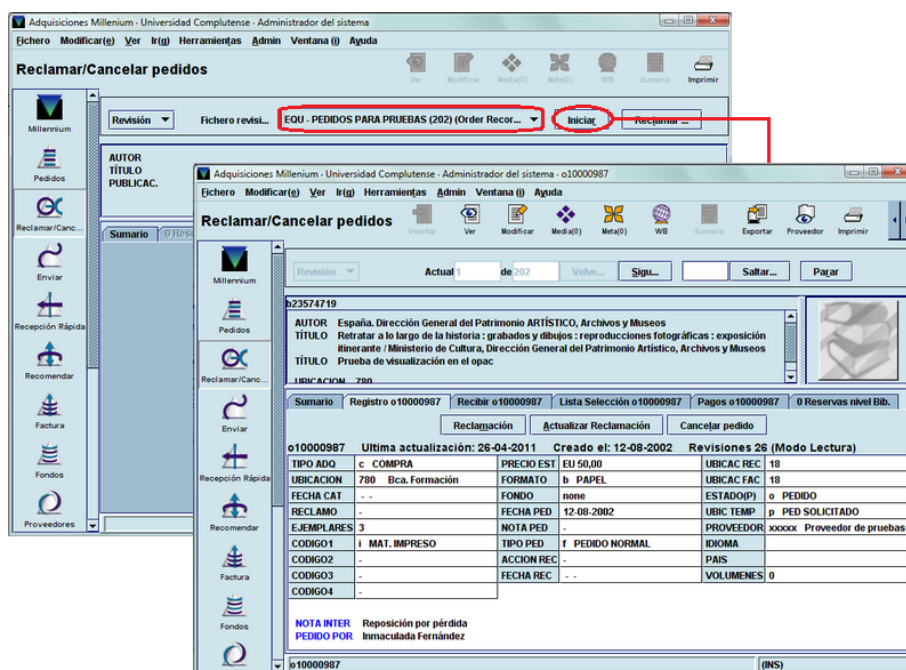 Adquisiciones Millenium · Universidad Complutense · Administrador del sistema
Fichero Modificar(e) Ver Ir(g) Herramientas Admin Ventana (j) Ayuda
Reclamar/Cancelar pedidos
Ver Modificar Media(0) Meta(0) WB Sumario Imprimir
Millennium
Pedidos
Reclamar/Canc...
Enviar
Recepción Rápida
Recomendar
Factura
Fondos
Proveedores
Revisión Fichero revisi... EQU - PEDIDOS PARA PRUEBAS (202) (Order Recor... Iniciar Reclamar ...
AUTOR
TÍTULO
PUBLICAC.
Sumario 0 Res
Adquisiciones Millenium · Universidad Complutense · Administrador del sistema · o10000987
Fichero Modificar(e) Ver Ir(g) Herramientas Admin Ventana (j) Ayuda
Reclamar/Cancelar pedidos
Insertar Ver Modificar Media(0) Meta(0) WB Sumario Exportar Proveedor Imprimir
Millennium
Pedidos
Reclamar/Canc...
Enviar
Recepción Rápida
Recomendar
Factura
Fondos
Revisión Actual 1 de 202 Volve... Sigu... Saltar... Parar
b23574719
AUTOR España. Dirección General del Patrimonio ARTÍSTICO, Archivos y Museos
TÍTULO Retratar a lo largo de la historia : grabados y dibujos : reproducciones fotográficas : exposición
itinerante / Ministerio de Cultura, Dirección General del Patrimonio Artístico, Archivos y Museos
TÍTULO Prueba de visualización en el opac
UBICACION 780
Sumario Registro o10000987 Recibir o10000987 Lista Selección o10000987 Pagos o10000987 0 Reservas nivel Bib.
Reclamación Actualizar Reclamación Cancelar pedido
o10000987 Ultima actualización: 26-04-2011 Creado el: 12-08-2002 Revisiones 26 (Modo Lectura)
TIPO ADQ c COMPRA PRECIO EST EU 50,00 UBICAC REC 18
UBICACION 780 Bca. Formación FORMATO b PAPEL UBICAC FAC 18
FECHA CAT - - FONDO none ESTADO(P) o PEDIDO
RECLAMO - FECHA PED 12-08-2002 UBIC TEMP p PED SOLICITADO
EJEMPLARES 3 NOTA PED - PROVEEDOR xxxxx Proveedor de pruebas
CODIGO1 i MAT. IMPRESO TIPO PED f PEDIDO NORMAL IDIOMA
CODIGO2 - ACCION REC - PAIS
CODIGO3 - FECHA REC - - VOLUMENES 0
CODIGO4 -
NOTA INTER Reposición por pérdida
PEDIDO POR Inmaculada Fernández
o10000987 (INS)